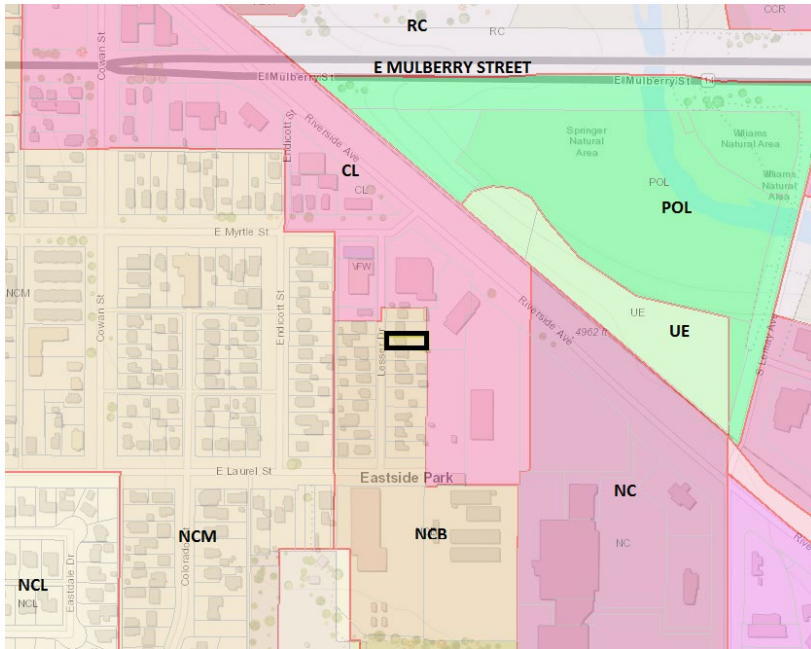 RC
RC
CCR
E MULBERRY STREET
E Mulberry St
E Mulberry St
14
Cowan St
Riverside Ave
Endicott St
Springer
Natural
Area
Williams
Natural Area
Williams
Natural
Area
CL
CL
POL
POL
E Myrtle St
NCM
Cowan St
Endicott St
VFW
Lesser Dr
Riverside Ave
4962 ft
UE
UE
S Lemay Ave
E Laurel St
Eastside Park
NCM
NCB
NC
NC
Colorado St
Eastdale Dr
NCL
NCL